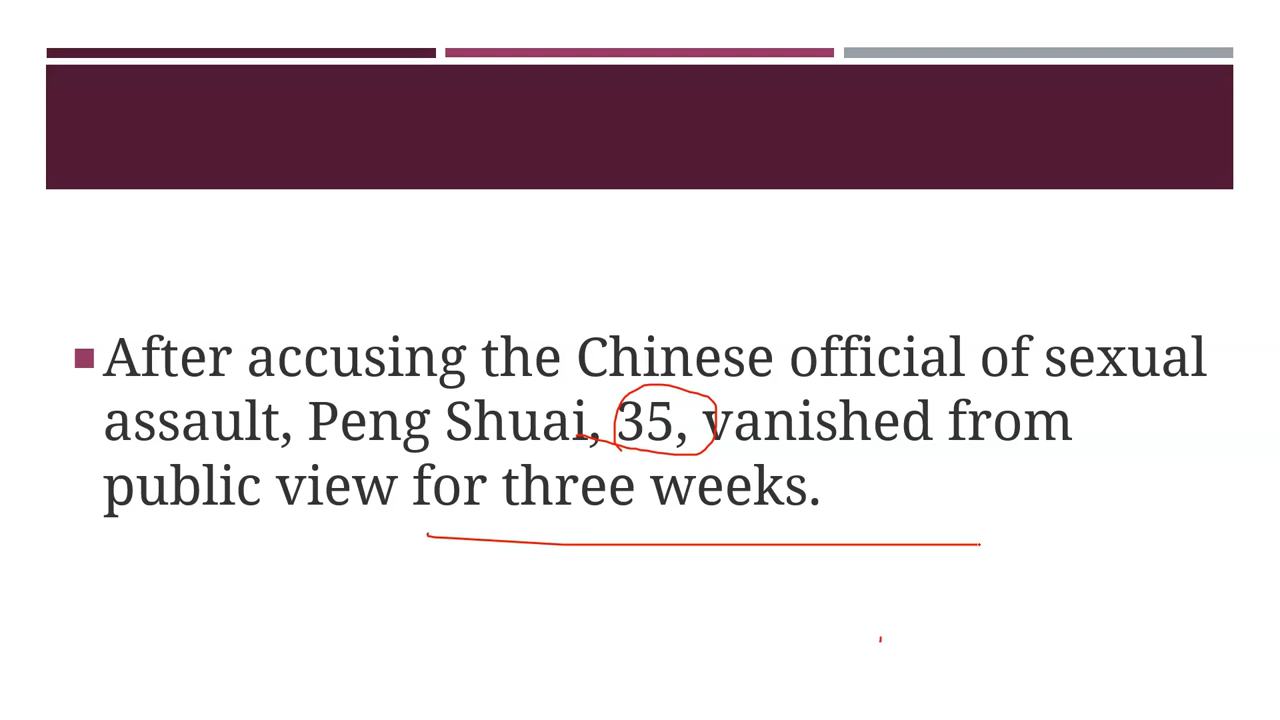 After accusing the Chinese official of sexual
assault, Peng Shuai, 35, vanished from
public view for three weeks.